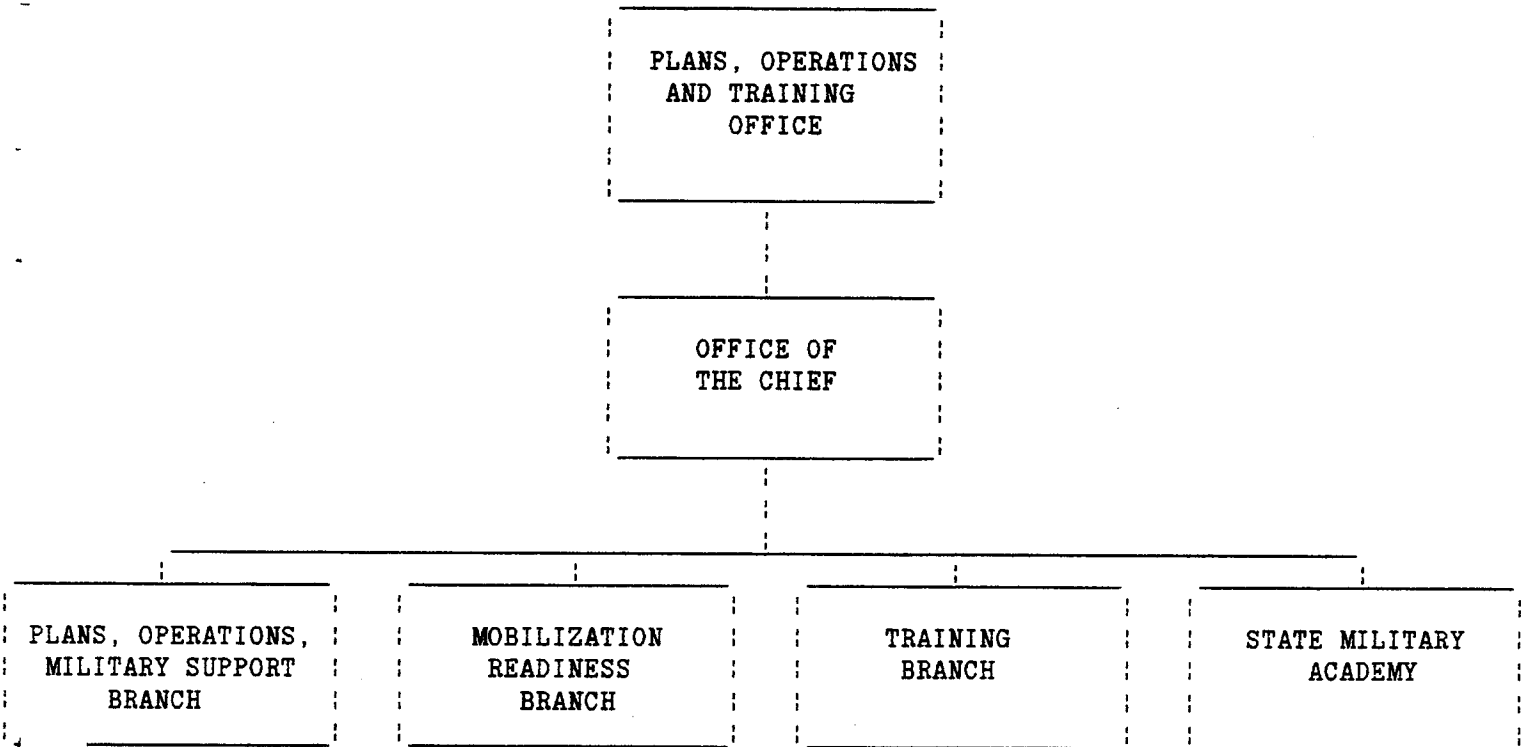 PLANS, OPERATIONS
AND TRAINING
OFFICE
OFFICE OF
THE CHIEF
PLANS, OPERATIONS,
MILITARY SUPPORT
BRANCH
MOBILIZATION
READINESS
BRANCH
TRAINING
BRANCH
STATE MILITARY
ACADEMY